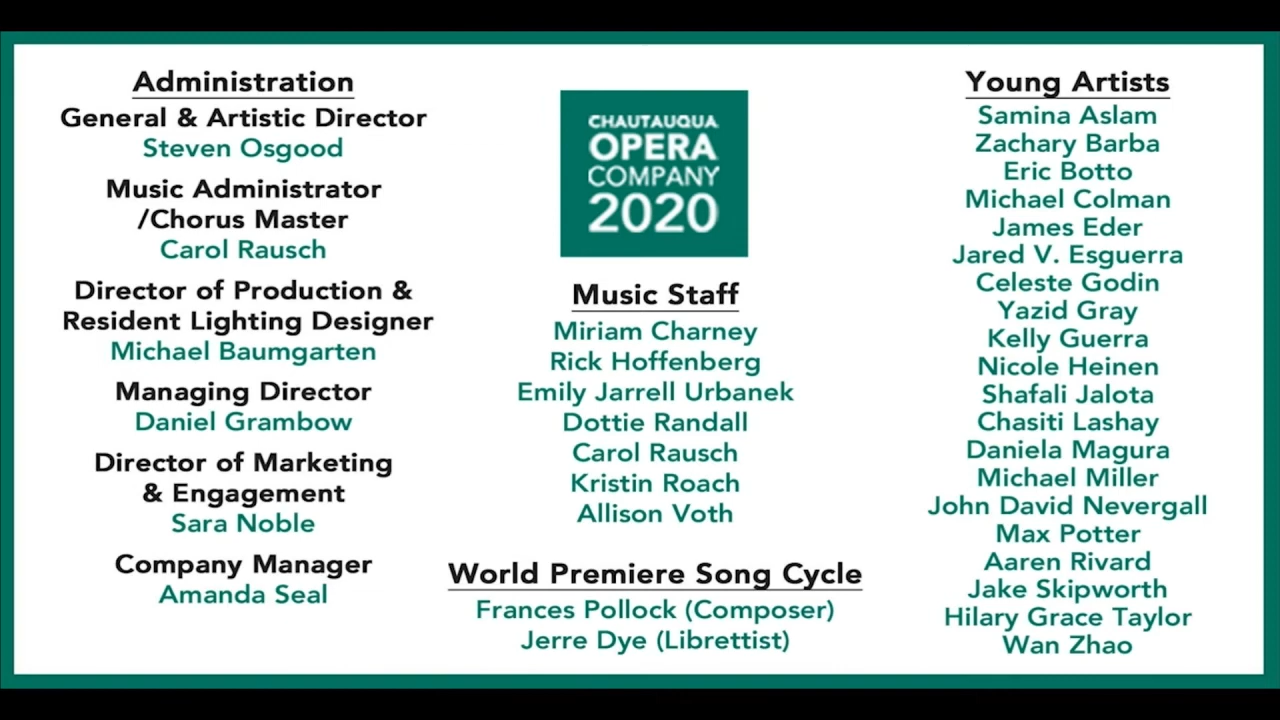 Administration
General & Artistic Director
Steven Osgood
Music Administrator
/Chorus Master
Carol Rausch
Director of Production &
Resident Lighting Designer
Michael Baumgarten
Managing Director
Daniel Grambow
Director of Marketing
& Engagement
Sara Noble
Company Manager
Amanda Seal
CHAUTAUQUA
OPERA
COMPANY
2020
Music Staff
Miriam Charney
Rick Hoffenberg
Emily Jarrell Urbanek
Dottie Randall
Carol Rausch
Kristin Roach
Allison Voth
World Premiere Song Cycle
Frances Pollock (Composer)
Jerre Dye (Librettist)
Young Artists
Samina Aslam
Zachary Barba
Eric Botto
Michael Colman
James Eder
Jared V. Esguerra
Celeste Godin
Yazid Gray
Kelly Guerra
Nicole Heinen
Shafali Jalota
Chasiti Lashay
Daniela Magura
Michael Miller
John David Nevergall
Max Potter
Aaren Rivard
Jake Skipworth
Hilary Grace Taylor
Wan Zhao